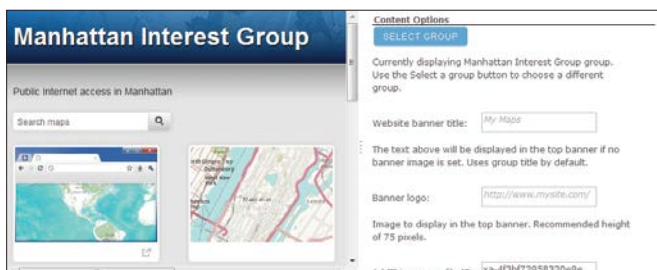 Manhattan Interest Group
Public Internet access in Manhattan
Search maps
Content Options
SELECT GROUP
Currently displaying Manhattan Interest Group group.
Use the Select a group button to choose a different
group.
Website banner title:
My Maps
The text above will be displayed in the top banner if no
banner image is set. Uses group title by default.
Banner logo:
http://www.mysite.com/
Image to display in the top banner. Recommended height
of 75 pixels.